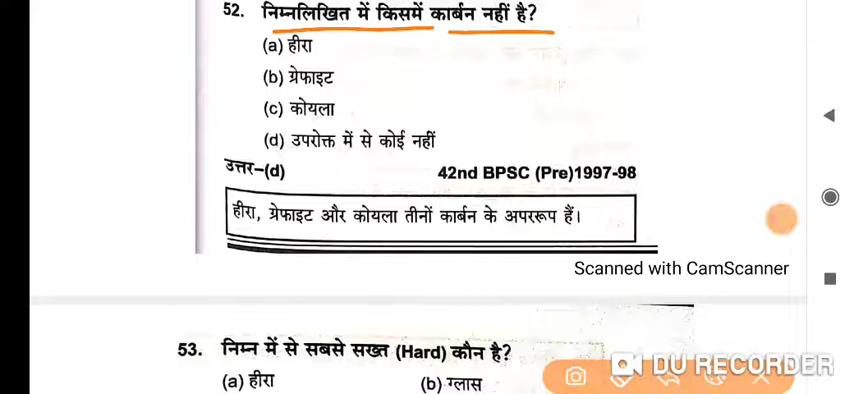 52. निम्नलिखित में किसमें कार्बन नहीं है?
(a) हीरा
(b) ग्रेफाइट
(c) कोयला
(d) उपरोक्त में से कोई नहीं
उत्तर–(d) 42nd BPSC (Pre)1997-98
हीरा, ग्रेफाइट और कोयला तीनों कार्बन के अपररूप हैं।
Scanned with CamScanner
53. निम्न में से सबसे सख्त (Hard) कौन है?
DU RECORDER
(a) हीरा (b) ग्लास